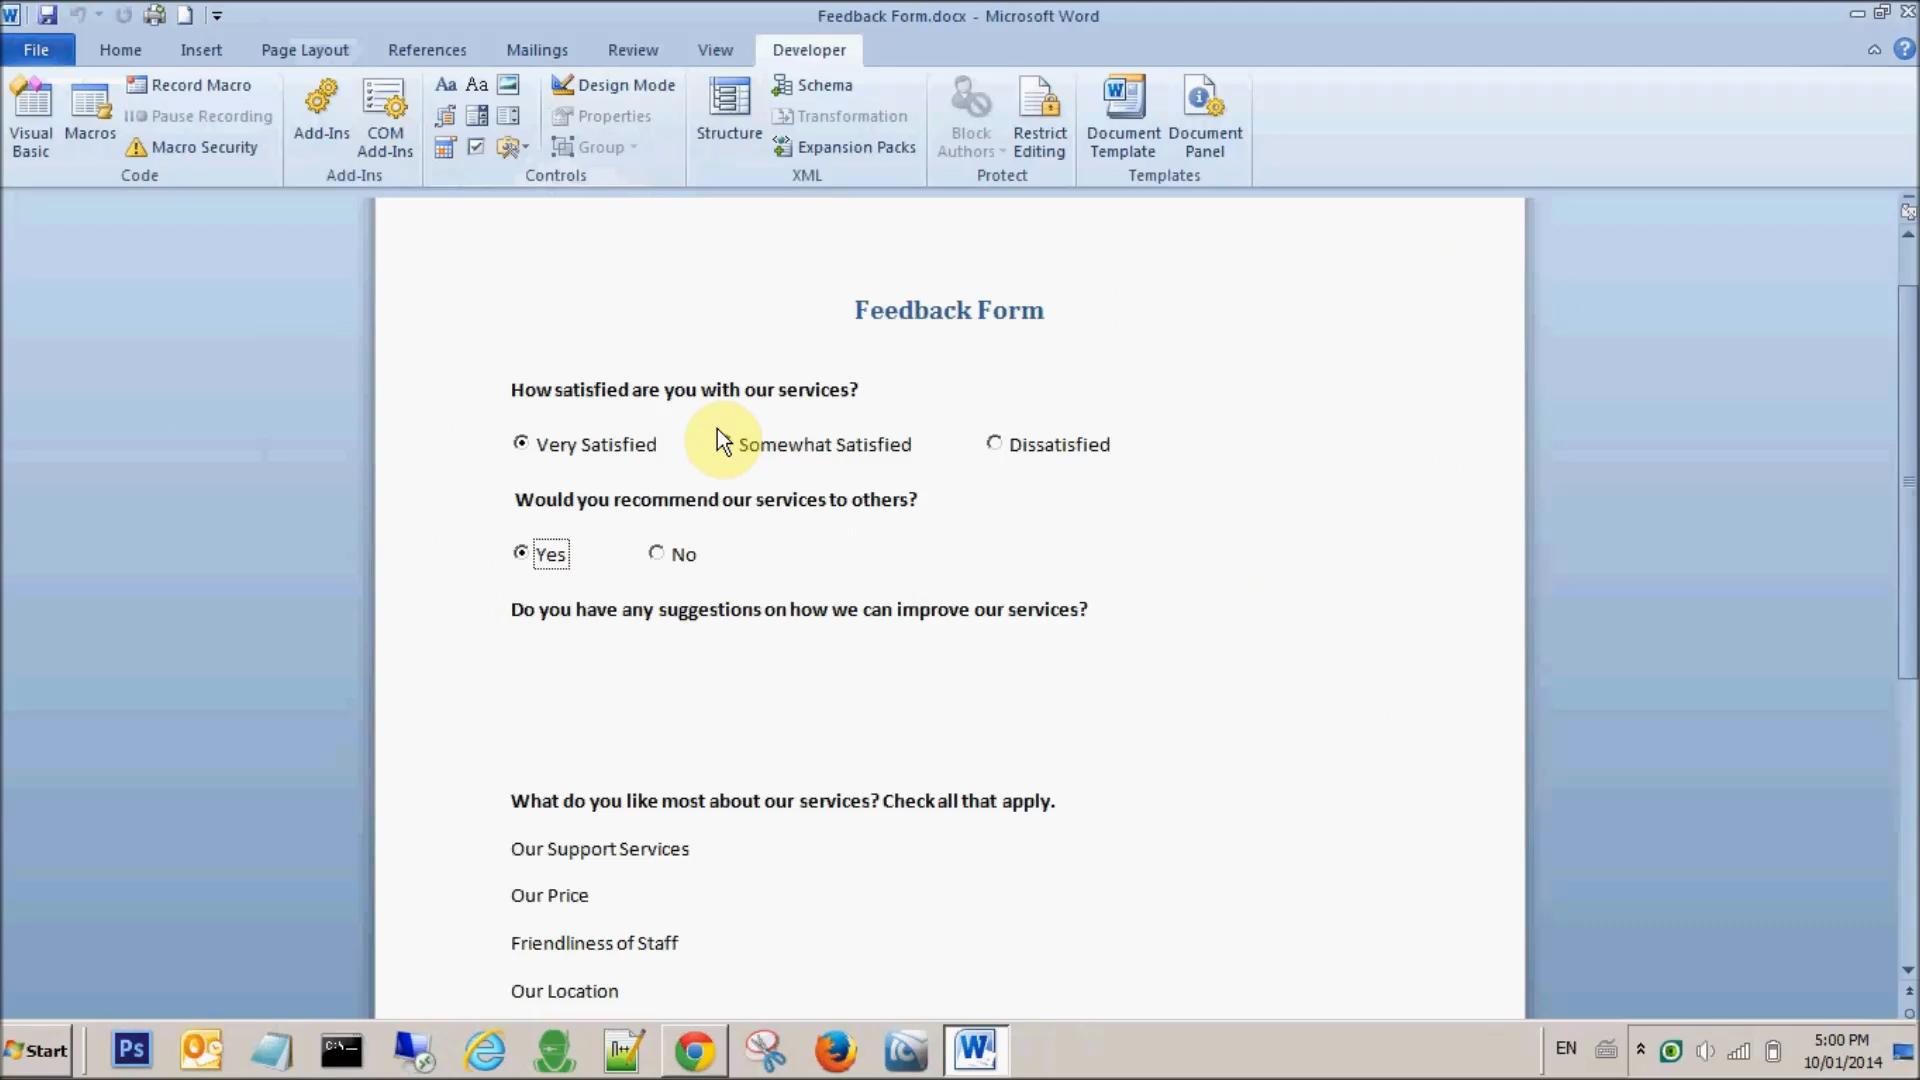 Feedback Form.docx - Microsoft Word
File Home Insert Page Layout References Mailings Review View Developer
Visual Basic
Macros
Record Macro
Pause Recording
Macro Security
Code
Add-Ins
COM Add-Ins
Add-Ins
Aa Aa
Design Mode
Properties
Group
Controls
Structure
Schema
Transformation
Expansion Packs
XML
Block Authors
Restrict Editing
Protect
Document Template
Document Panel
Templates
Feedback Form
How satisfied are you with our services?
Very Satisfied Somewhat Satisfied Dissatisfied
Would you recommend our services to others?
Yes No
Do you have any suggestions on how we can improve our services?
What do you like most about our services? Check all that apply.
Our Support Services
Our Price
Friendliness of Staff
Our Location
Start Ps EN 5:00 PM
10/01/2014